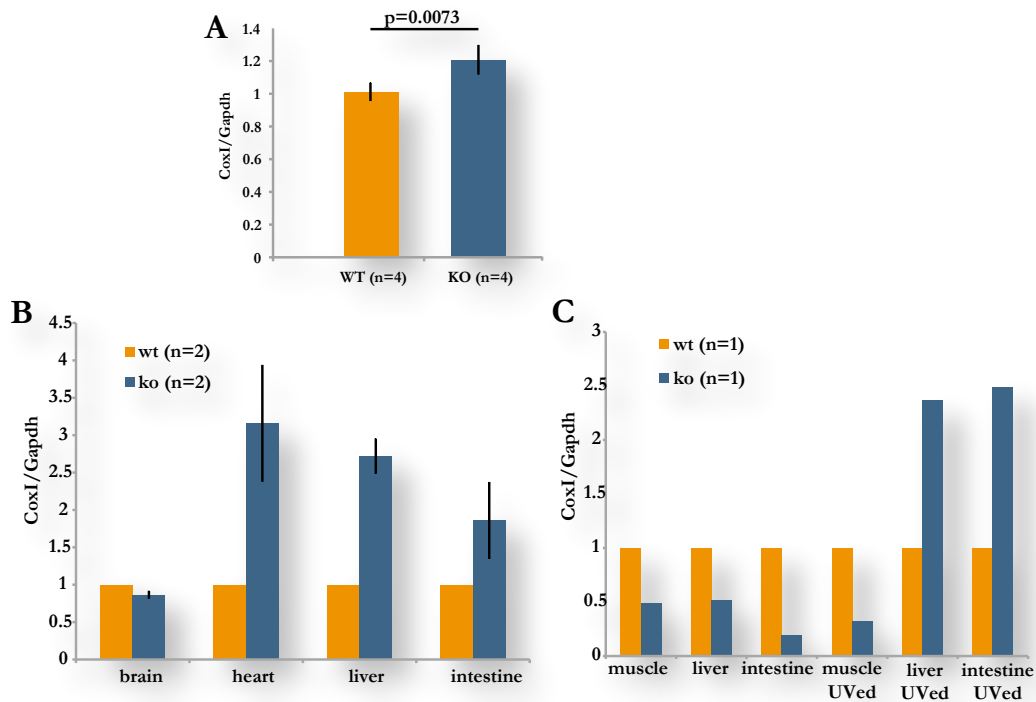 A
p=0.0073
CoxI/Gapdh
1.4
1.2
1
0.8
0.6
0.4
0.2
0
WT (n=4) KO (n=4)
B
CoxI/Gapdh
4.5
4
3.5
3
2.5
2
1.5
1
0.5
0
wt (n=2)
ko (n=2)
brain heart liver intestine
C
CoxI/Gapdh
3
2.5
2
1.5
1
0.5
0
wt (n=1)
ko (n=1)
muscle liver intestine muscle liver intestine
UVed UVed UVed